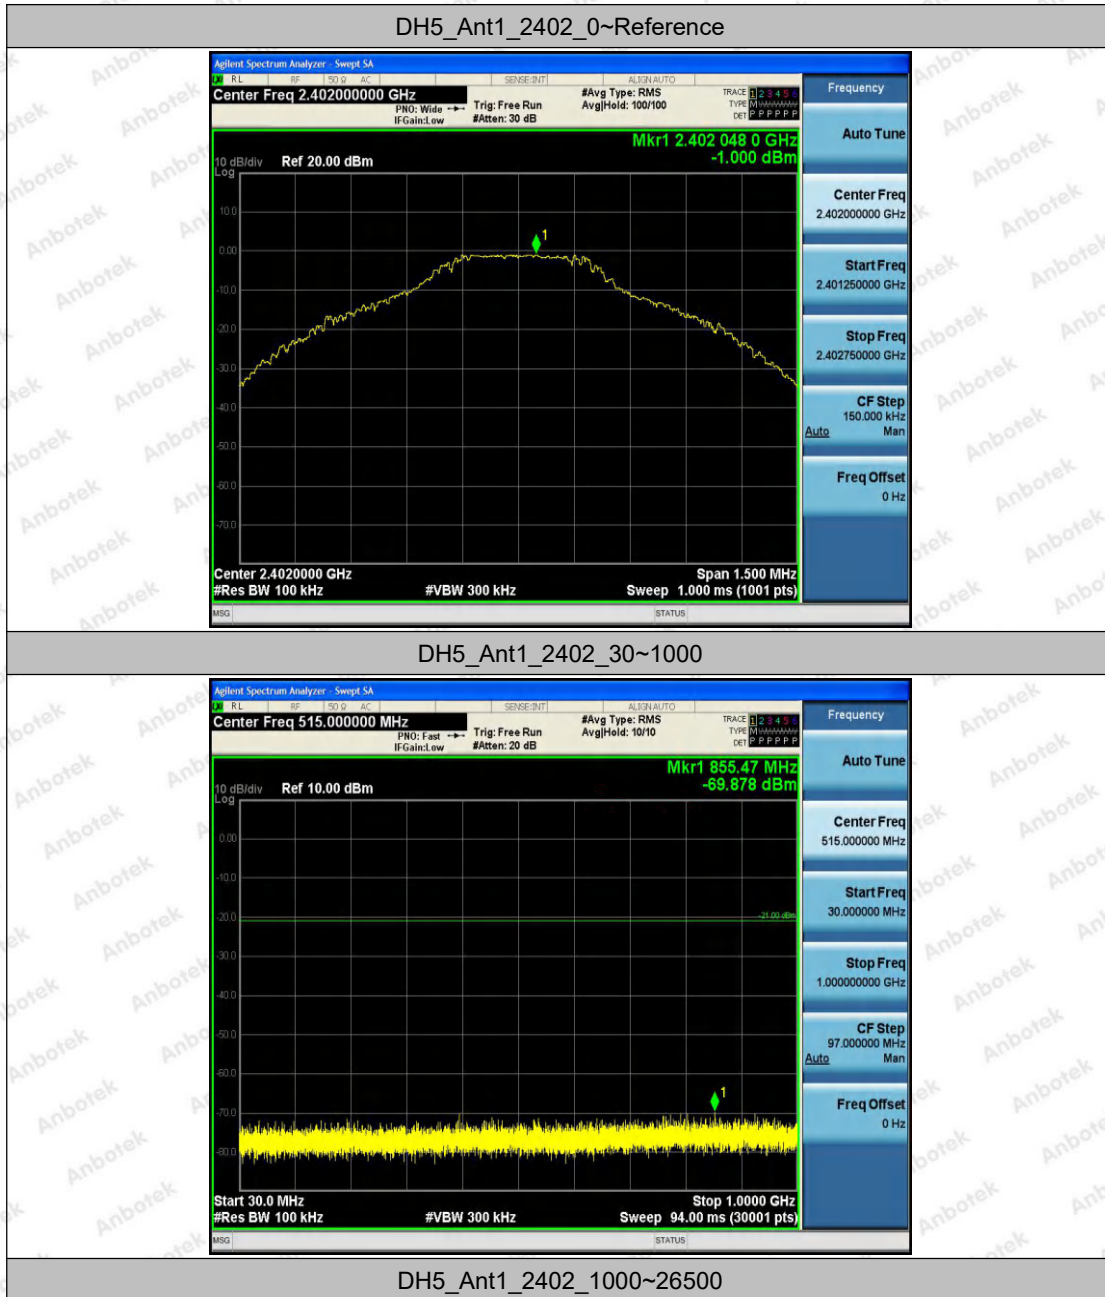 DH5_Ant1_2402_0~Reference
Agilent Spectrum Analyzer - Swept SA
RL RF 50 Ω AC SENSE:INT ALIGN AUTO
Center Freq 2.402000000 GHz
PNO: Wide
IFGain:Low
Trig: Free Run
#Atten: 30 dB
#Avg Type: RMS
Avg|Hold: 100/100
TRACE 1 2 3 4 5 6
TYPE M W W W W W
DET P P P P P P
Mkr1 2.402 048 0 GHz
-1.000 dBm
10 dB/div Ref 20.00 dBm
Log
10.0
0.00
-10.0
-20.0
-30.0
-40.0
-50.0
-60.0
-70.0
1
Center 2.4020000 GHz Span 1.500 MHz
#Res BW 100 kHz #VBW 300 kHz Sweep 1.000 ms (1001 pts)
MSG STATUS
Frequency
Auto Tune
Center Freq
2.402000000 GHz
Start Freq
2.401250000 GHz
Stop Freq
2.402750000 GHz
CF Step
150.000 kHz
Auto Man
Freq Offset
0 Hz
DH5_Ant1_2402_30~1000
Agilent Spectrum Analyzer - Swept SA
RL RF 50 Ω AC SENSE:INT ALIGN AUTO
Center Freq 515.000000 MHz
PNO: Fast
IFGain:Low
Trig: Free Run
#Atten: 20 dB
#Avg Type: RMS
Avg|Hold: 10/10
TRACE 1 2 3 4 5 6
TYPE M W W W W W
DET P P P P P P
Mkr1 855.47 MHz
-69.878 dBm
10 dB/div Ref 10.00 dBm
Log
0.00
-10.0
-20.0
-30.0
-40.0
-50.0
-60.0
-70.0
-80.0
-21.00 dBm
1
Start 30.0 MHz Stop 1.0000 GHz
#Res BW 100 kHz #VBW 300 kHz Sweep 94.00 ms (30001 pts)
MSG STATUS
Frequency
Auto Tune
Center Freq
515.000000 MHz
Start Freq
30.000000 MHz
Stop Freq
1.000000000 GHz
CF Step
97.000000 MHz
Auto Man
Freq Offset
0 Hz
DH5_Ant1_2402_1000~26500
Anbotek